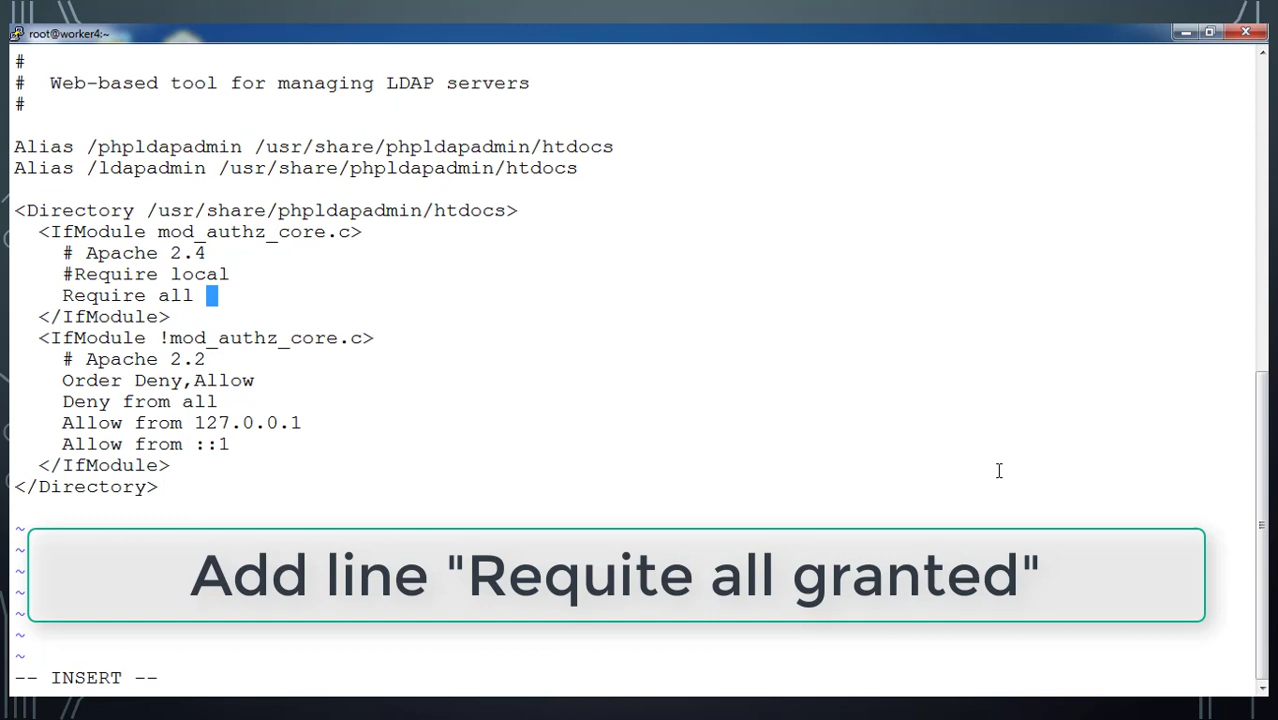 root@worker4:~
#
#  Web-based tool for managing LDAP servers
#
Alias /phpldapadmin /usr/share/phpldapadmin/htdocs
Alias /ldapadmin /usr/share/phpldapadmin/htdocs
<Directory /usr/share/phpldapadmin/htdocs>
  <IfModule mod_authz_core.c>
    # Apache 2.4
    #Require local
    Require all
  </IfModule>
  <IfModule !mod_authz_core.c>
    # Apache 2.2
    Order Deny,Allow
    Deny from all
    Allow from 127.0.0.1
    Allow from ::1
  </IfModule>
</Directory>
~
~
~
~
~
~
~
Add line "Requite all granted"
-- INSERT --